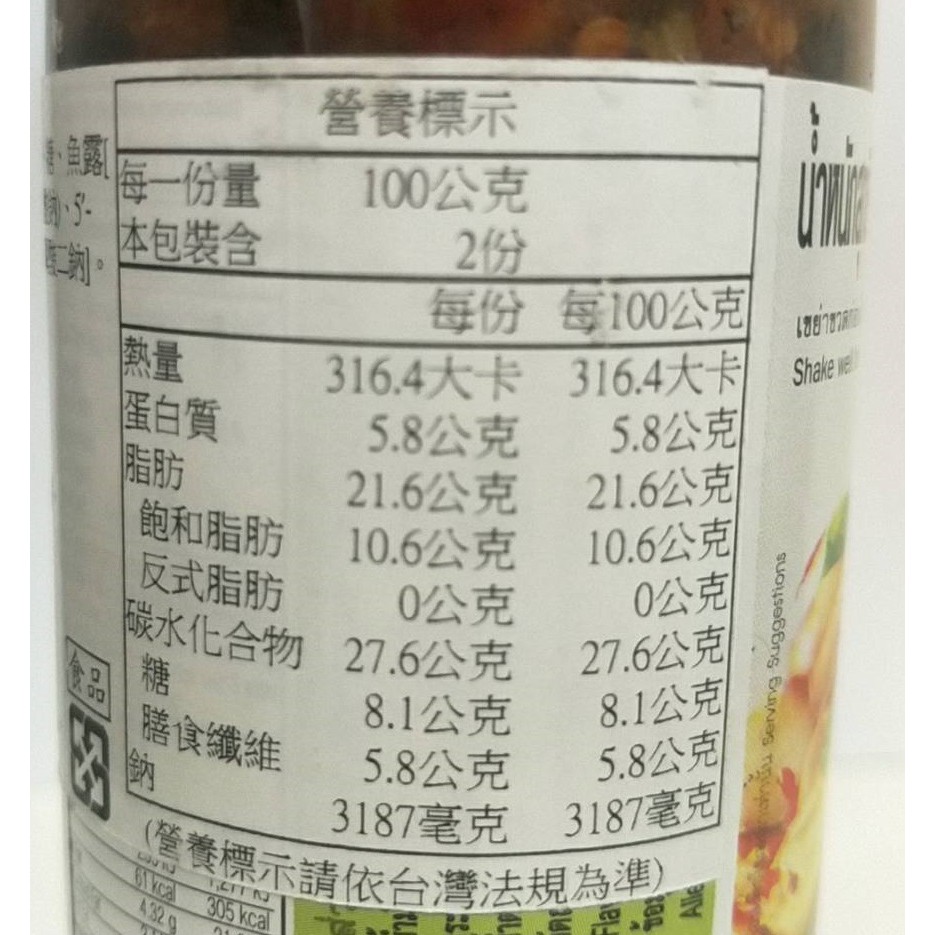 營養標示
每一份量 100公克
本包裝含 2份
每份 每100公克
熱量 316.4大卡 316.4大卡
蛋白質 5.8公克 5.8公克
脂肪 21.6公克 21.6公克
飽和脂肪 10.6公克 10.6公克
反式脂肪 0公克 0公克
碳水化合物 27.6公克 27.6公克
糖 8.1公克 8.1公克
膳食纖維 5.8公克 5.8公克
鈉 3187毫克 3187毫克
(營養標示請依台灣法規為準)
、魚露[
、5'-
二鈉]。
食品
61 kcal 305 kcal
4.32 g
Shake
Serving Suggestions